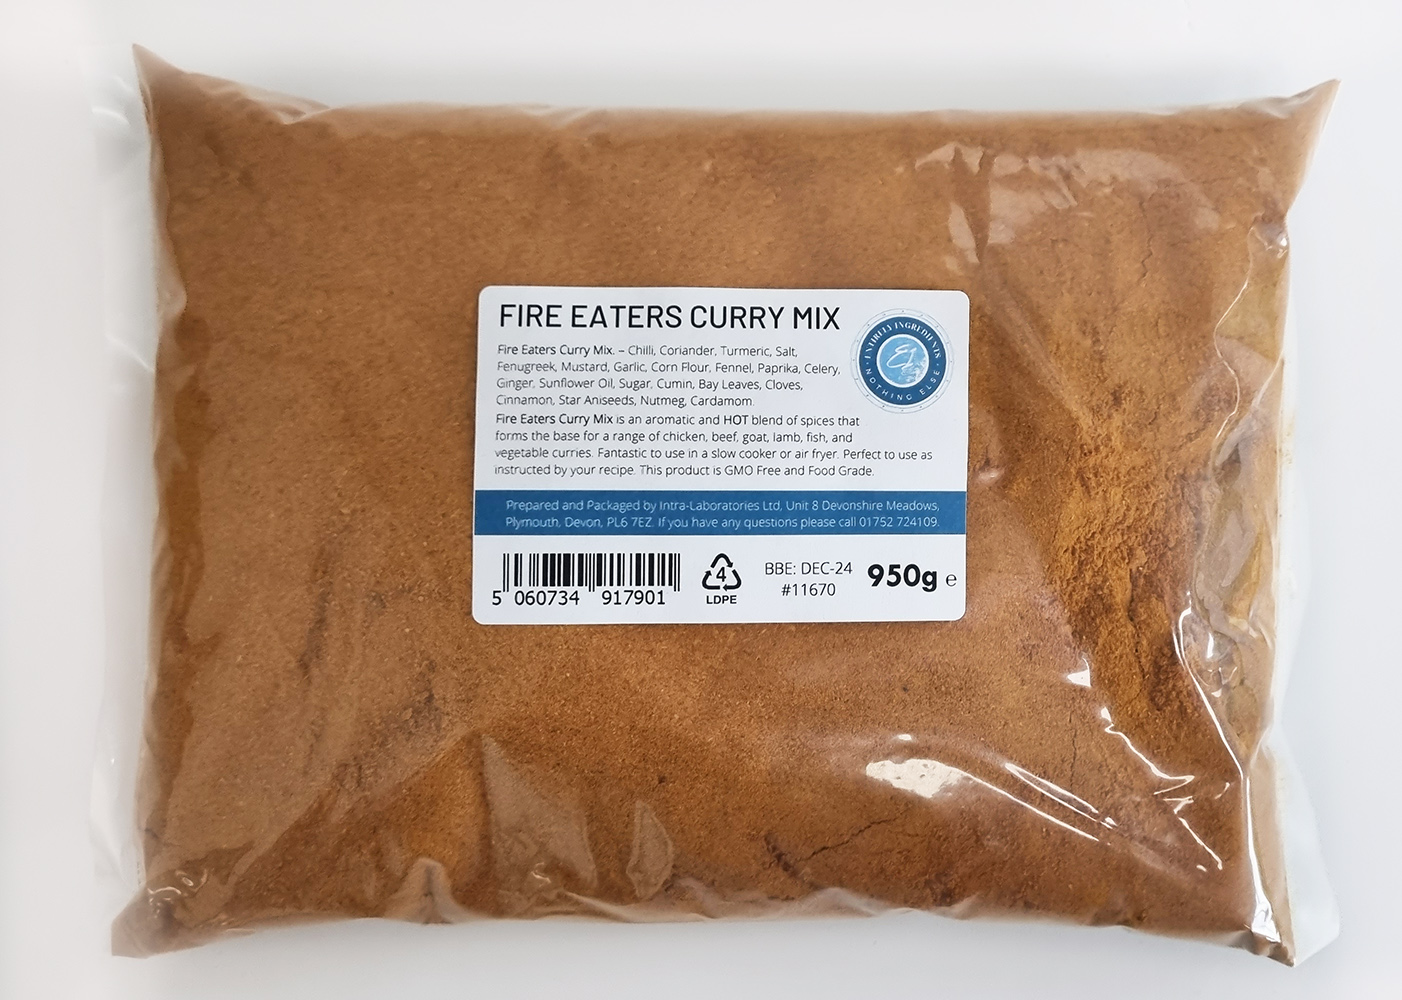 FIRE EATERS CURRY MIX
Fire Eaters Curry Mix. – Chilli, Coriander, Turmeric, Salt,
Fenugreek, Mustard, Garlic, Corn Flour, Fennel, Paprika, Celery,
Ginger, Sunflower Oil, Sugar, Cumin, Bay Leaves, Cloves,
Cinnamon, Star Aniseeds, Nutmeg, Cardamom.
ENTIRELY INGREDIENTS
EI
NOTHING ELSE
Fire Eaters Curry Mix is an aromatic and HOT blend of spices that
forms the base for a range of chicken, beef, goat, lamb, fish, and
vegetable curries. Fantastic to use in a slow cooker or air fryer. Perfect to use as
instructed by your recipe. This product is GMO Free and Food Grade.
Prepared and Packaged by Intra-Laboratories Ltd, Unit 8 Devonshire Meadows,
Plymouth, Devon, PL6 7EZ. If you have any questions please call 01752 724109.
5 060734 917901
4
LDPE
BBE: DEC-24
#11670
950g e